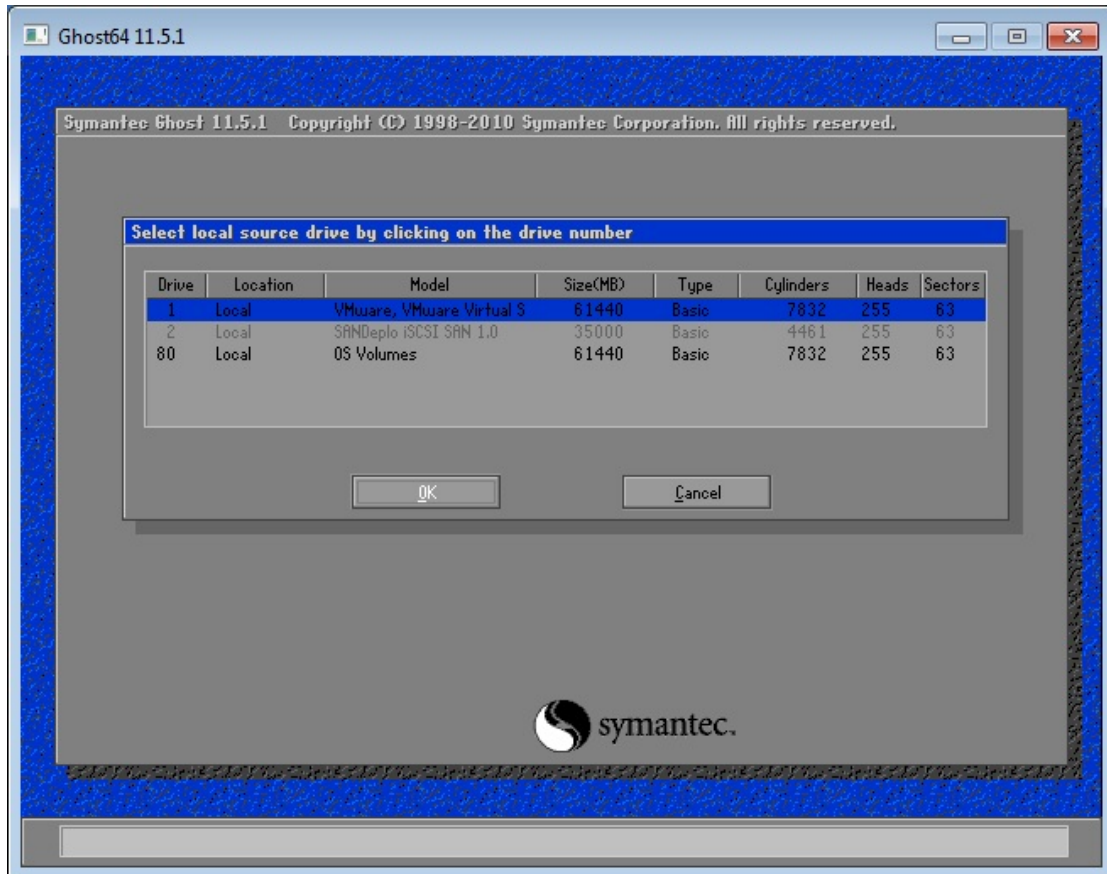 Ghost64 11.5.1
Symantec Ghost 11.5.1 Copyright (C) 1998-2010 Symantec Corporation. All rights reserved.
Select local source drive by clicking on the drive number
Drive Location Model Size(MB) Type Cylinders Heads Sectors
1 Local VMware, VMware Virtual S 61440 Basic 7832 255 63
2 Local SANDeplo iSCSI SAN 1.0 35000 Basic 4461 255 63
80 Local OS Volumes 61440 Basic 7832 255 63
OK Cancel
symantec.